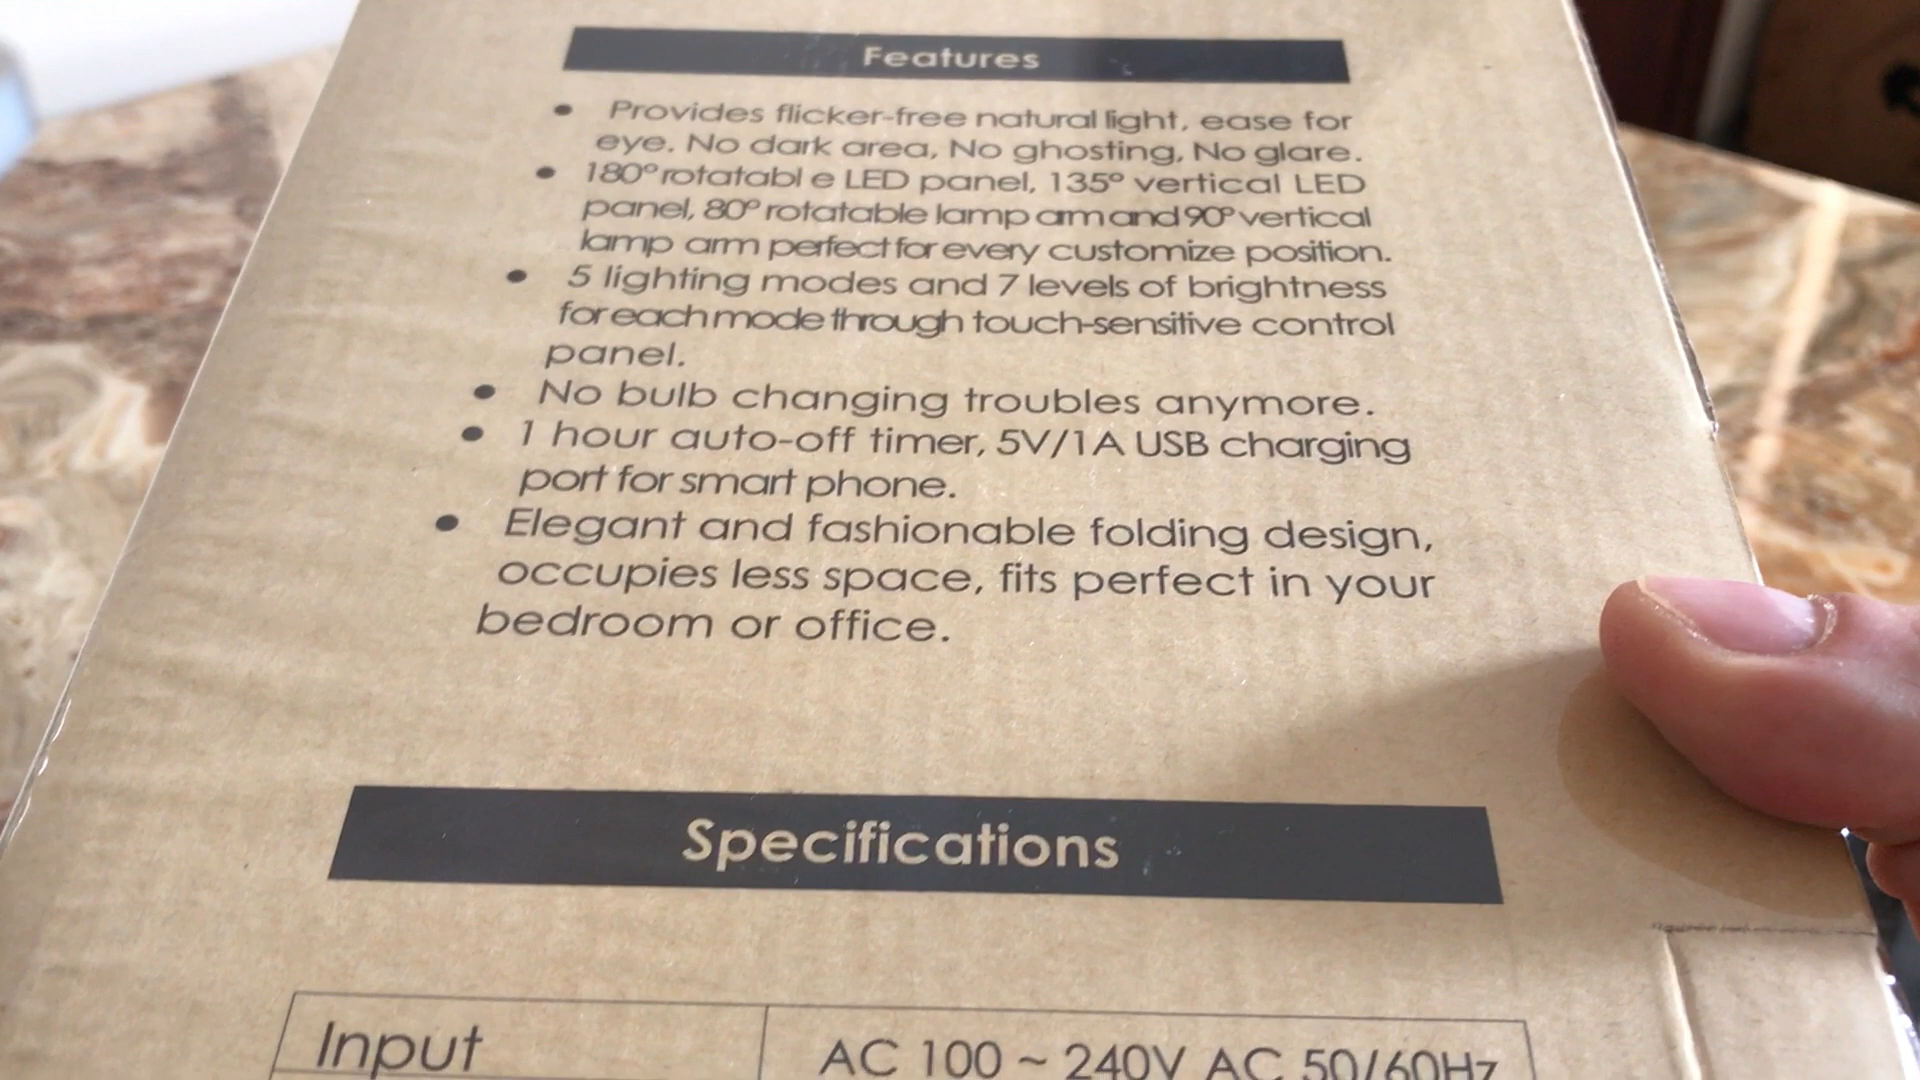 Features
• Provides flicker-free natural light, ease for
eye. No dark area, No ghosting, No glare.
• 180° rotatabl e LED panel, 135° vertical LED
panel, 80° rotatable lamp arm and 90° vertical
lamp arm perfect for every customize position.
• 5 lighting modes and 7 levels of brightness
for each mode through touch-sensitive control
panel.
• No bulb changing troubles anymore.
• 1 hour auto-off timer, 5V/1A USB charging
port for smart phone.
• Elegant and fashionable folding design,
occupies less space, fits perfect in your
bedroom or office.
Specifications
Input AC 100 ~ 240V AC 50/60Hz